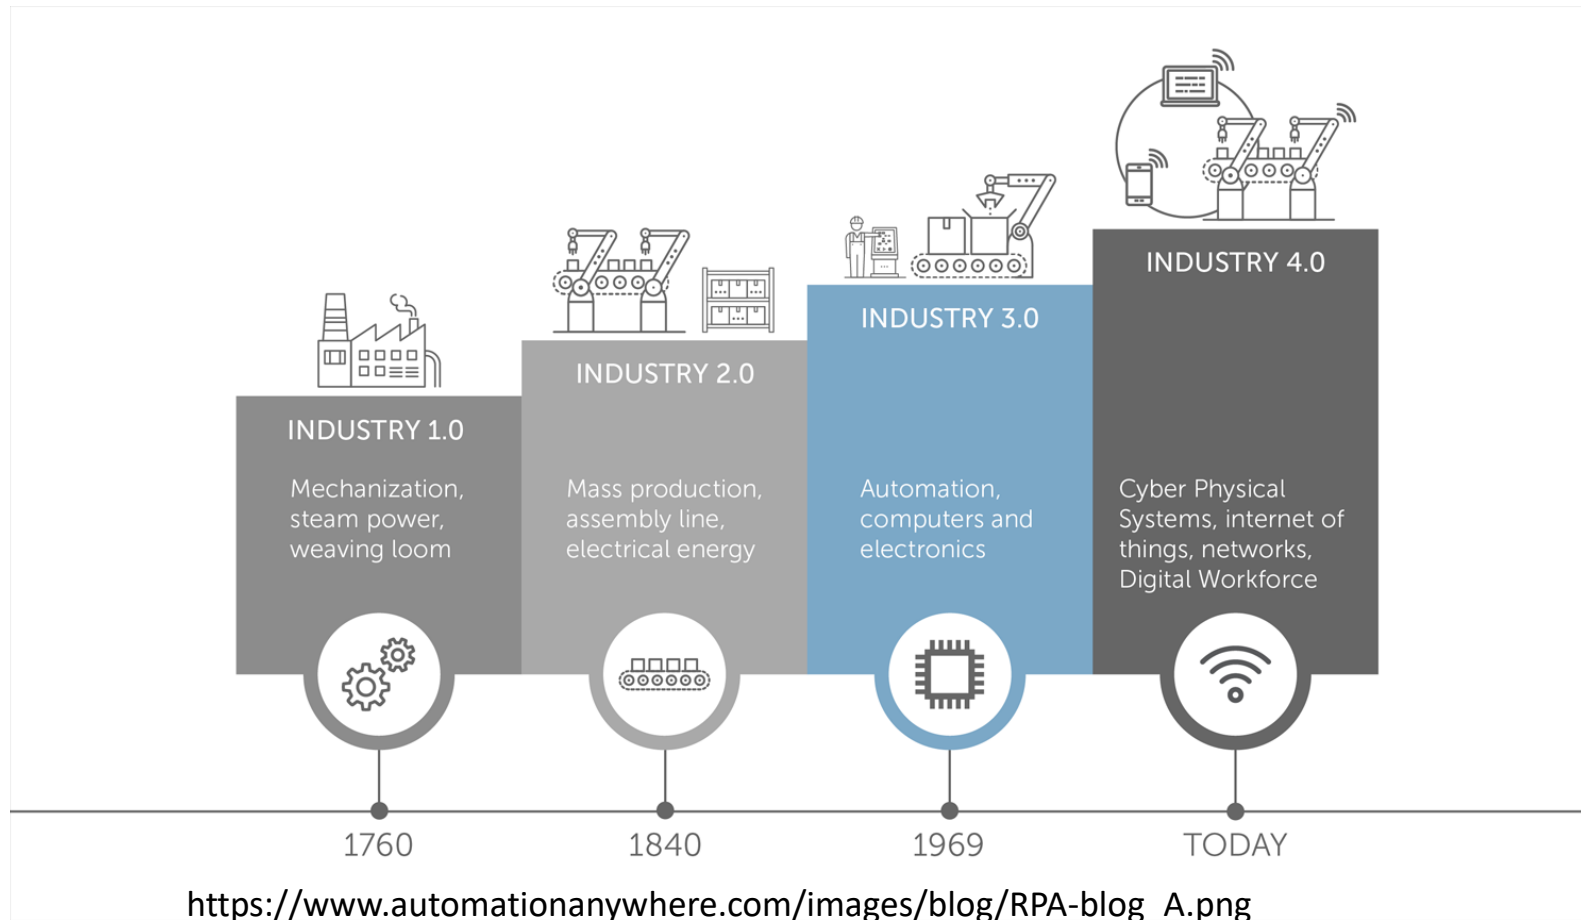 INDUSTRY 1.0
Mechanization,
steam power,
weaving loom
INDUSTRY 2.0
Mass production,
assembly line,
electrical energy
INDUSTRY 3.0
Automation,
computers and
electronics
INDUSTRY 4.0
Cyber Physical
Systems, internet of
things, networks,
Digital Workforce
1760
1840
1969
TODAY
https://www.automationanywhere.com/images/blog/RPA-blog_A.png